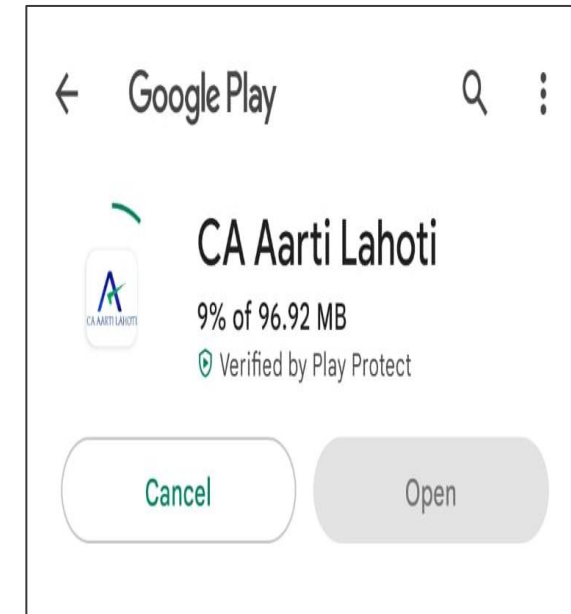 Google Play
CA Aarti Lahoti
CA AARTI LAHOTI
9% of 96.92 MB
Verified by Play Protect
Cancel
Open